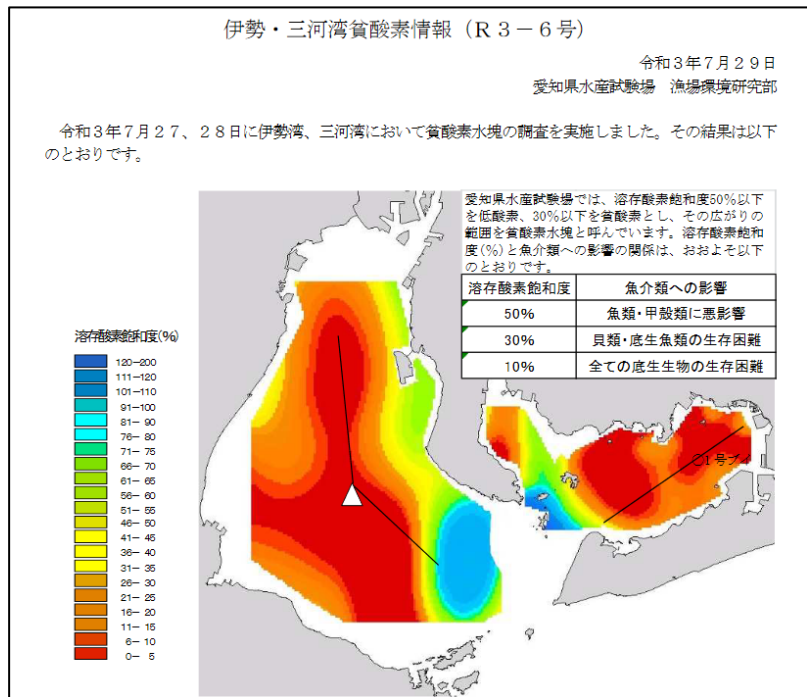 伊勢・三河湾貧酸素情報（Ｒ３－６号）
令和３年７月２９日
愛知県水産試験場　漁場環境研究部
令和３年７月２７、２８日に伊勢湾、三河湾において貧酸素水塊の調査を実施しました。その結果は以下
のとおりです。
愛知県水産試験場では、溶存酸素飽和度50%以下
を低酸素、30%以下を貧酸素とし、その広がりの
範囲を貧酸素水塊と呼んでいます。溶存酸素飽和
度(%)と魚介類への影響の関係は、おおよそ以下
のとおりです。
溶存酸素飽和度 魚介類への影響
50% 魚類・甲殻類に悪影響
30% 貝類・底生魚類の生存困難
10% 全ての底生生物の生存困難
溶存酸素飽和度(%)
120－200
111－120
101－110
91－100
81－90
76－80
71－75
66－70
61－65
56－60
51－55
46－50
41－45
36－40
31－35
26－30
21－25
16－20
11－15
6－10
0－5
1号ブイ